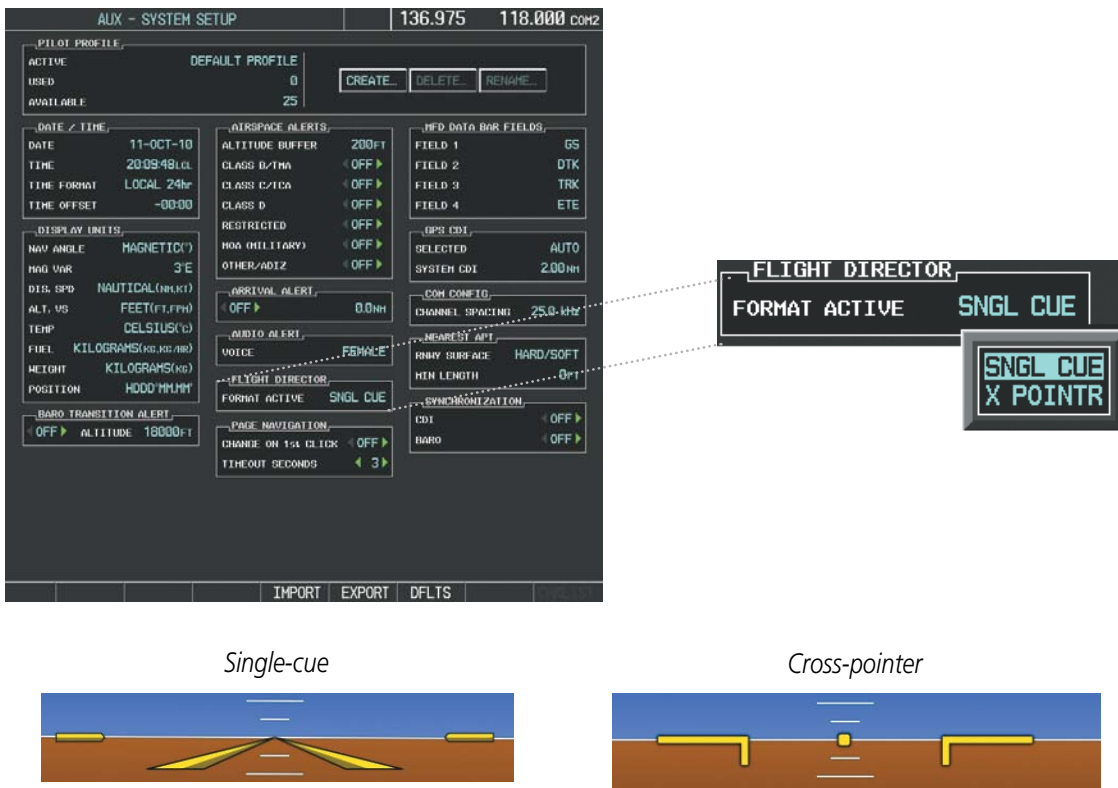 AUX - SYSTEM SETUP 136.975 118.000 COM2
PILOT PROFILE
ACTIVE DEFAULT PROFILE
USED 0
AVAILABLE 25
CREATE... DELETE... RENAME...
DATE / TIME
DATE 11-OCT-10
TIME 20:09:48LCL
TIME FORMAT LOCAL 24hr
TIME OFFSET -00:00
DISPLAY UNITS
NAV ANGLE MAGNETIC(°)
MAG VAR 3°E
DIS, SPD NAUTICAL(NM,KT)
ALT, VS FEET(FT,FPM)
TEMP CELSIUS(°C)
FUEL KILOGRAMS(KG,KG/HR)
WEIGHT KILOGRAMS(KG)
POSITION HDDD°MM.MM'
BARO TRANSITION ALERT
OFF ALTITUDE 18000FT
AIRSPACE ALERTS
ALTITUDE BUFFER 200FT
CLASS B/TMA OFF
CLASS C/TCA OFF
CLASS D OFF
RESTRICTED OFF
MOA (MILITARY) OFF
OTHER/ADIZ OFF
ARRIVAL ALERT
OFF 0.0NM
AUDIO ALERT
VOICE FEMALE
FLIGHT DIRECTOR
FORMAT ACTIVE SNGL CUE
PAGE NAVIGATION
CHANGE ON 1st CLICK OFF
TIMEOUT SECONDS 3
MFD DATA BAR FIELDS
FIELD 1 GS
FIELD 2 DTK
FIELD 3 TRK
FIELD 4 ETE
GPS CDI
SELECTED AUTO
SYSTEM CDI 2.00NM
COM CONFIG
CHANNEL SPACING 25.0 kHz
NEAREST APT
RNWY SURFACE HARD/SOFT
MIN LENGTH 0FT
SYNCHRONIZATION
CDI OFF
BARO OFF
IMPORT EXPORT DFLTS
FLIGHT DIRECTOR
FORMAT ACTIVE SNGL CUE
SNGL CUE
X POINTR
Single-cue
Cross-pointer